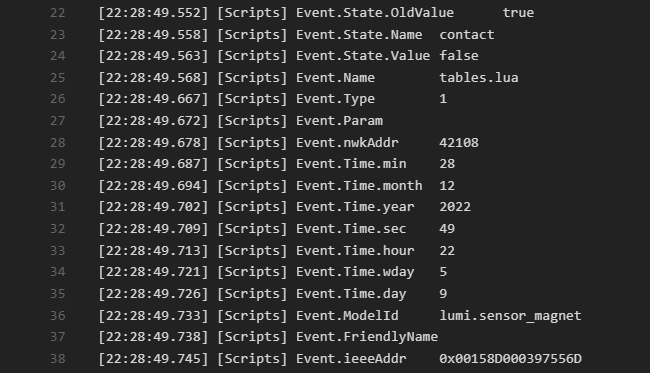 22 [22:28:49.552] [Scripts] Event.State.OldValue true
23 [22:28:49.558] [Scripts] Event.State.Name contact
24 [22:28:49.563] [Scripts] Event.State.Value false
25 [22:28:49.568] [Scripts] Event.Name tables.lua
26 [22:28:49.667] [Scripts] Event.Type 1
27 [22:28:49.672] [Scripts] Event.Param
28 [22:28:49.678] [Scripts] Event.nwkAddr 42108
29 [22:28:49.687] [Scripts] Event.Time.min 28
30 [22:28:49.694] [Scripts] Event.Time.month 12
31 [22:28:49.702] [Scripts] Event.Time.year 2022
32 [22:28:49.709] [Scripts] Event.Time.sec 49
33 [22:28:49.713] [Scripts] Event.Time.hour 22
34 [22:28:49.721] [Scripts] Event.Time.wday 5
35 [22:28:49.726] [Scripts] Event.Time.day 9
36 [22:28:49.733] [Scripts] Event.ModelId lumi.sensor_magnet
37 [22:28:49.738] [Scripts] Event.FriendlyName
38 [22:28:49.745] [Scripts] Event.ieeeAddr 0x00158D000397556D